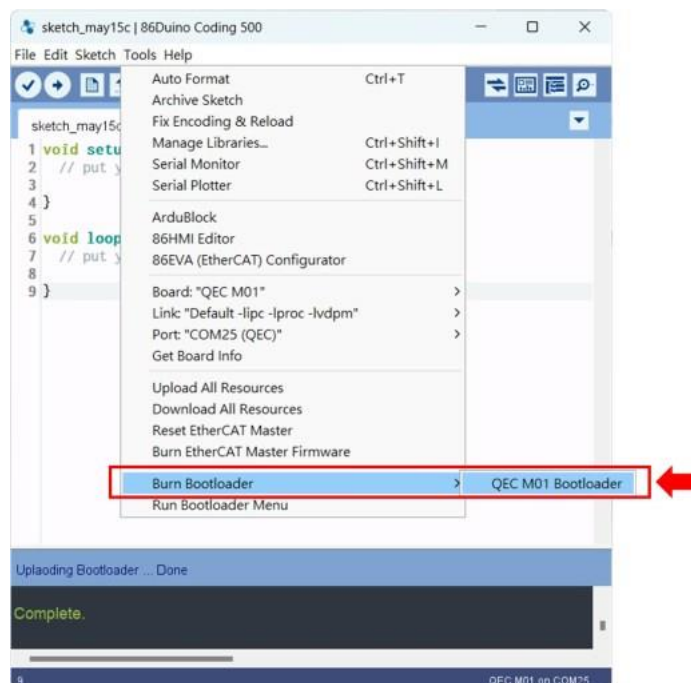 sketch_may15c | 86Duino Coding 500
File Edit Sketch Tools Help
sketch_may15c
Auto Format Ctrl+T
Archive Sketch
Fix Encoding & Reload
Manage Libraries... Ctrl+Shift+I
Serial Monitor Ctrl+Shift+M
Serial Plotter Ctrl+Shift+L
ArduBlock
86HMI Editor
86EVA (EtherCAT) Configurator
Board: "QEC M01"
Link: "Default -lipc -lproc -lvdpm"
Port: "COM25 (QEC)"
Get Board Info
Upload All Resources
Download All Resources
Reset EtherCAT Master
Burn EtherCAT Master Firmware
Burn Bootloader
QEC M01 Bootloader
Run Bootloader Menu
1 void setu
2 // put y
3
4 }
5
6 void loop
7 // put y
8
9 }
Uplaoding Bootloader ... Done
Complete.
9 QEC M01 on COM25